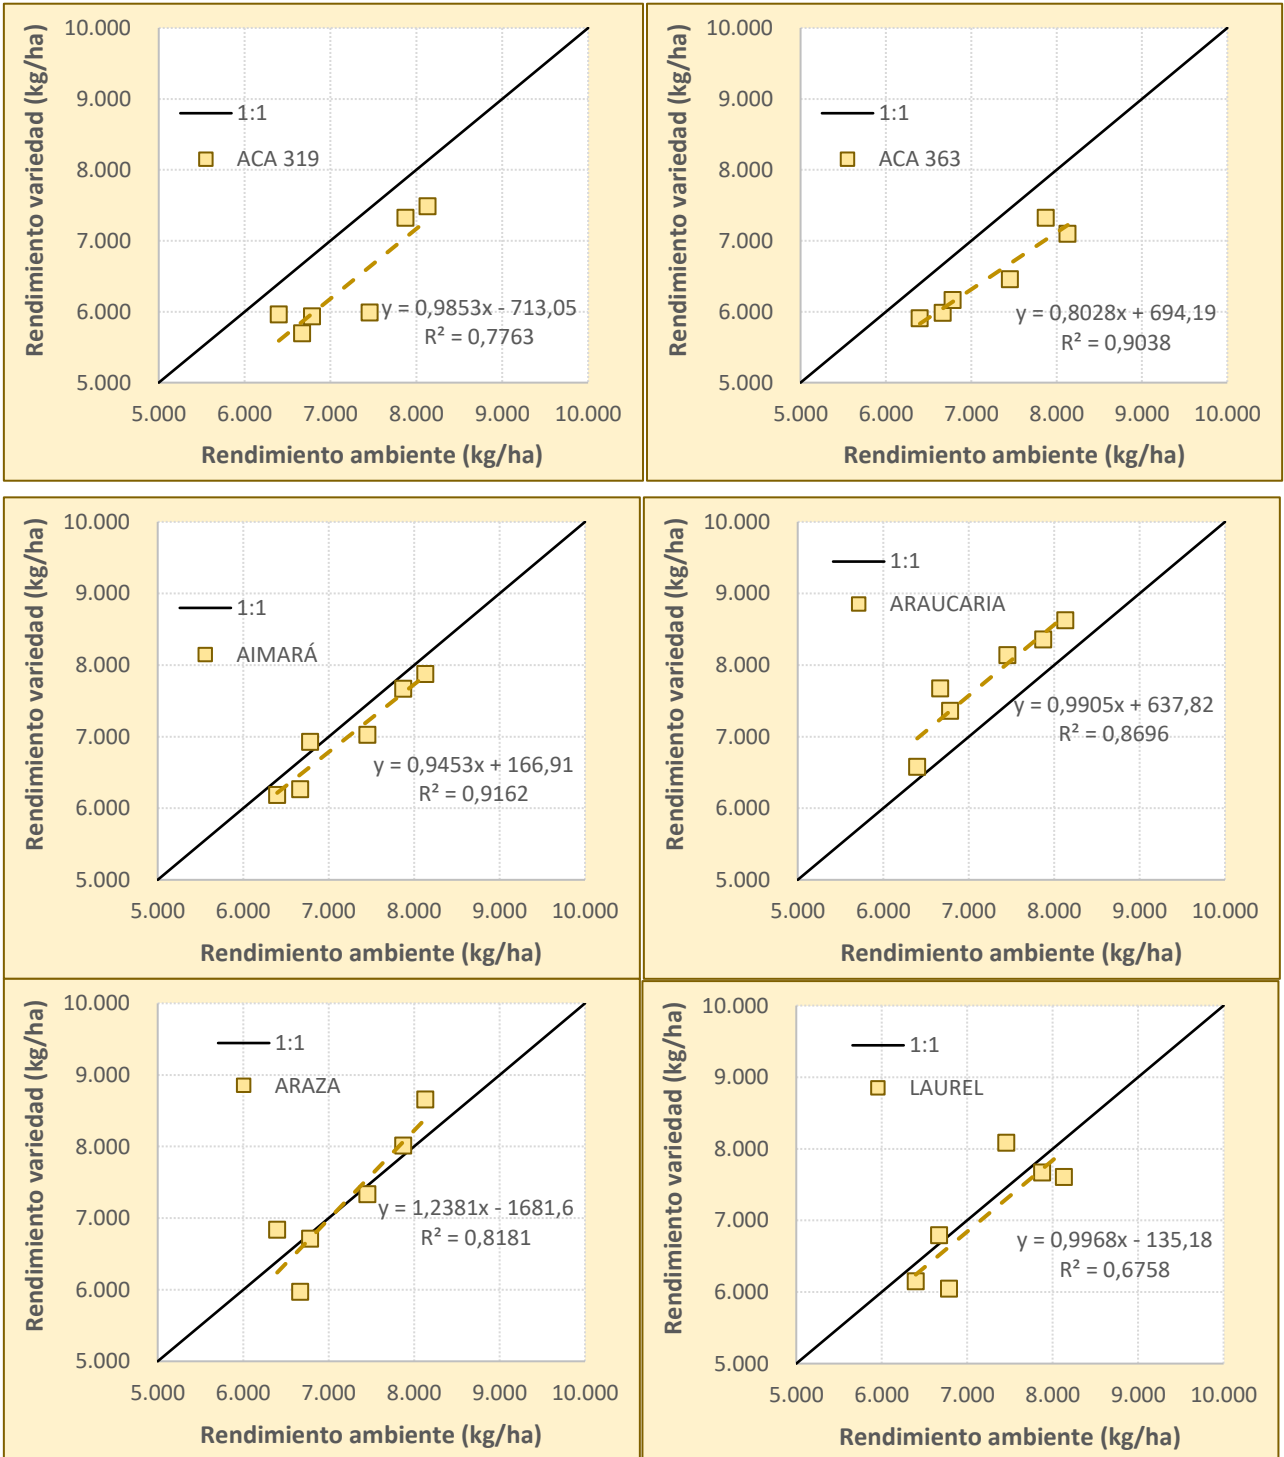 Rendimiento variedad (kg/ha)
10.000
9.000
8.000
7.000
6.000
5.000
1:1
ACA 319
y = 0,9853x - 713,05
R² = 0,7763
5.000 6.000 7.000 8.000 9.000 10.000
Rendimiento ambiente (kg/ha)
Rendimiento variedad (kg/ha)
10.000
9.000
8.000
7.000
6.000
5.000
1:1
ACA 363
y = 0,8028x + 694,19
R² = 0,9038
5.000 6.000 7.000 8.000 9.000 10.000
Rendimiento ambiente (kg/ha)
Rendimiento variedad (kg/ha)
10.000
9.000
8.000
7.000
6.000
5.000
1:1
AIMARÁ
y = 0,9453x + 166,91
R² = 0,9162
5.000 6.000 7.000 8.000 9.000 10.000
Rendimiento ambiente (kg/ha)
Rendimiento variedad (kg/ha)
10.000
9.000
8.000
7.000
6.000
5.000
1:1
ARAUCARIA
y = 0,9905x + 637,82
R² = 0,8696
5.000 6.000 7.000 8.000 9.000 10.000
Rendimiento ambiente (kg/ha)
Rendimiento variedad (kg/ha)
10.000
9.000
8.000
7.000
6.000
5.000
1:1
ARAZA
y = 1,2381x - 1681,6
R² = 0,8181
5.000 6.000 7.000 8.000 9.000 10.000
Rendimiento ambiente (kg/ha)
Rendimiento variedad (kg/ha)
10.000
9.000
8.000
7.000
6.000
5.000
1:1
LAUREL
y = 0,9968x - 135,18
R² = 0,6758
5.000 6.000 7.000 8.000 9.000 10.000
Rendimiento ambiente (kg/ha)